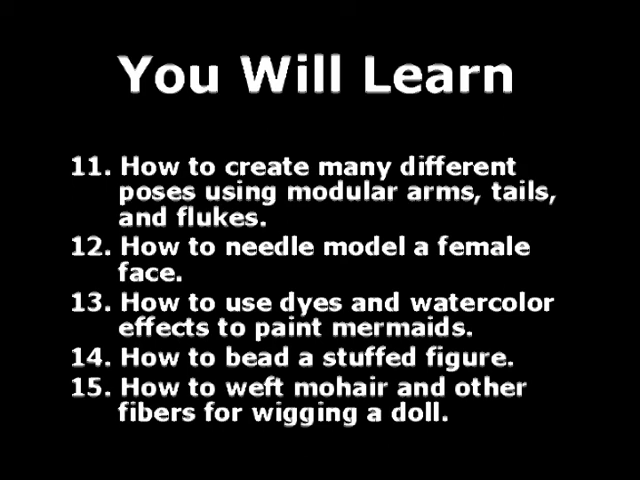 You Will Learn
11. How to create many different
poses using modular arms, tails,
and flukes.
12. How to needle model a female
face.
13. How to use dyes and watercolor
effects to paint mermaids.
14. How to bead a stuffed figure.
15. How to weft mohair and other
fibers for wigging a doll.